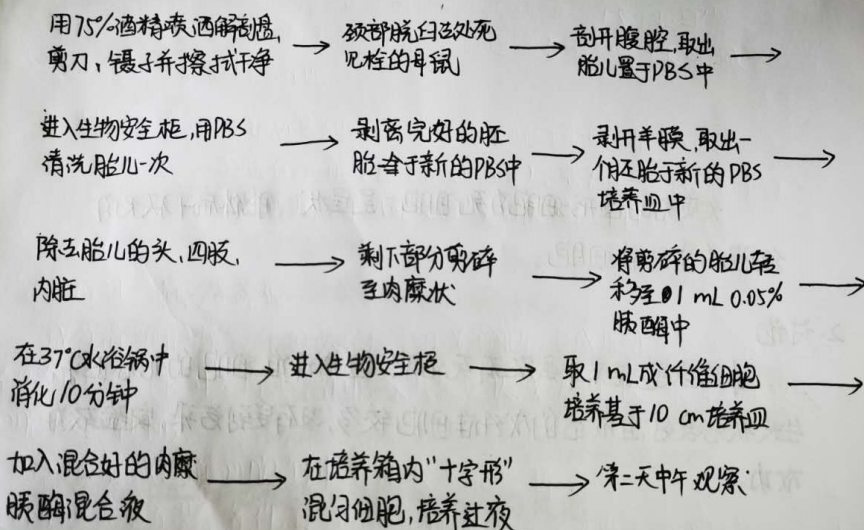 用75%酒精喷洒解剖盘,
剪刀、镊子并擦拭干净
颈部脱臼法处死
见栓的母鼠
剖开腹腔,取出
胎儿置于PBS中
进入生物安全柜,用PBS
清洗胎儿一次
剥离完好的胚
胎于新的PBS中
剥开羊膜,取出一
个胚胎于新的PBS
培养皿中
除去胎儿的头、四肢、
内脏
剩下部分剪碎
至肉糜状
将剪碎的胎儿转
移至1 mL 0.05%
胰酶中
在37℃水浴锅中
消化10分钟
进入生物安全柜
取1 mL成纤维细胞
培养基于10 cm培养皿
加入混合好的肉糜
胰酶混合液
在培养箱内"十字形"
混匀细胞,培养过夜
第二天中午观察